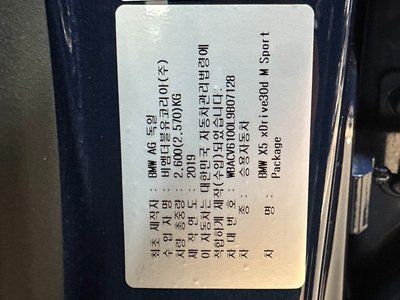 최초 제작자 : BMW AG 독일
수 입 자 명 : 비엠더블유코리아(주)
차량 총중량 : 2,600(2,570)KG
제 작 연 도 : 2019
이 자동차는 대한민국 자동차관리법령에
적합하게 제작(수입)되었습니다.
차 대 번 호 : WBACV6100L9B07128
차 종 : 승용자동차
차 명 : BMW X5 xDrive30d M Sport
Package